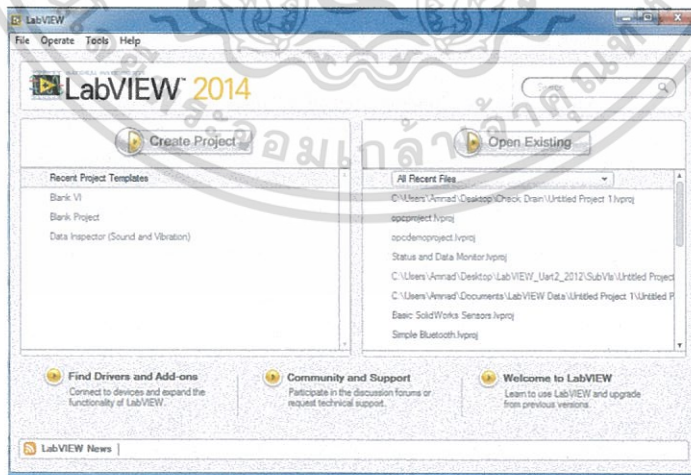 LabVIEW
File Operate Tools Help
LabVIEW 2014
Create Project
Open Existing
Recent Project Templates
All Recent Files
Blank VI
Blank Project
Data Inspector (Sound and Vibration)
C:\Users\Amnad\Desktop\Check Drain\Untitled Project 1.lvproj
opcproject.lvproj
opcdemoproject.lvproj
Status and Data Monitor.lvproj
C:\Users\Amnad\Desktop\LabVIEW_Uart2_2012\SubVIs\Untitled Project
C:\Users\Amnad\Documents\LabVIEW Data\Untitled Project 1\Untitled P
Basic SolidWorks Sensors.lvproj
Simple Bluetooth.lvproj
Find Drivers and Add-ons
Connect to devices and expand the
functionality of LabVIEW.
Community and Support
Participate in the discussion forums or
request technical support.
Welcome to LabVIEW
Learn to use LabVIEW and upgrade
from previous versions.
LabVIEW News